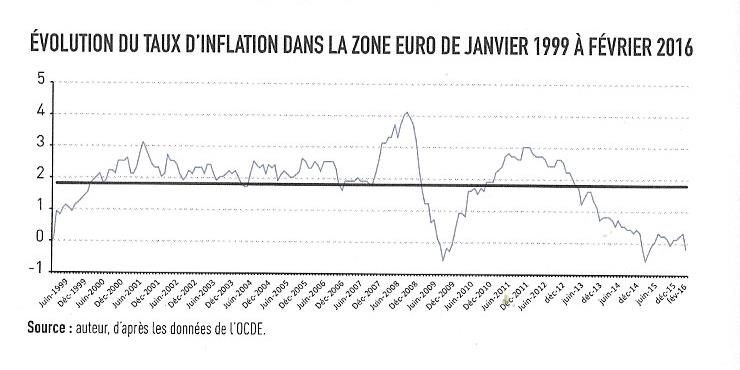 ÉVOLUTION DU TAUX D'INFLATION DANS LA ZONE EURO DE JANVIER 1999 À FÉVRIER 2016
5
4
3
2
1
0
-1
Juin-1999
Déc-1999
Juin-2000
Déc-2000
Juin-2001
Déc-2001
Juin-2002
Déc-2002
Juin-2003
Déc-2003
Juin-2004
Déc-2004
Juin-2005
Déc-2005
Juin-2006
Déc-2006
Juin-2007
Déc-2007
Juin-2008
Déc-2008
Juin-2009
Déc-2009
Juin-2010
Déc-2010
Juin-2011
Déc-2011
Juin-2012
déc-12
juin-13
déc-13
juin-14
déc-14
juin-15
déc-15
fév-16
Source : auteur, d'après les données de l'OCDE.